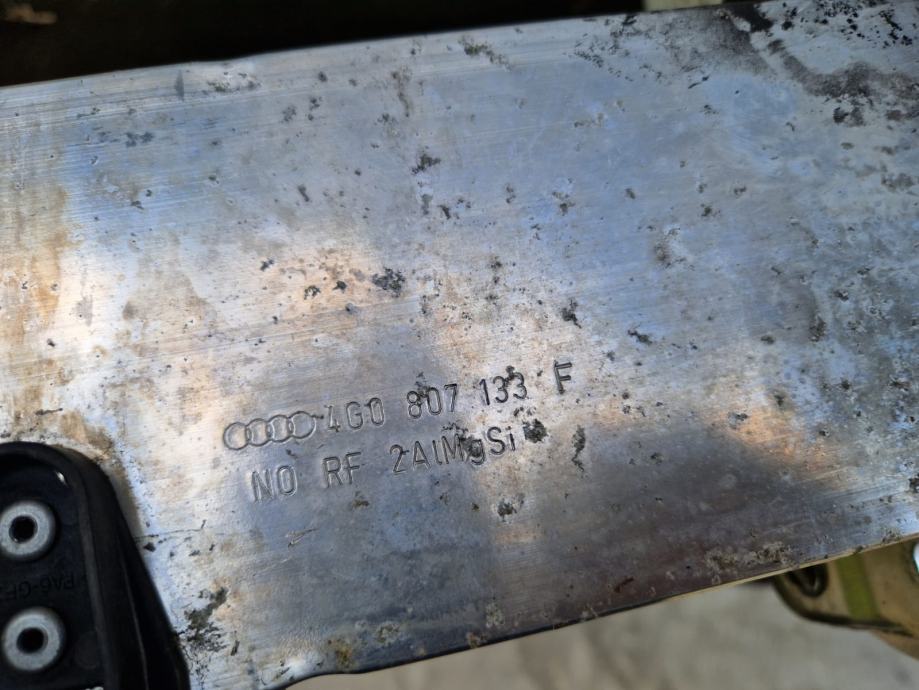 4G0 807 133 F
NO RF 2AlMgSi